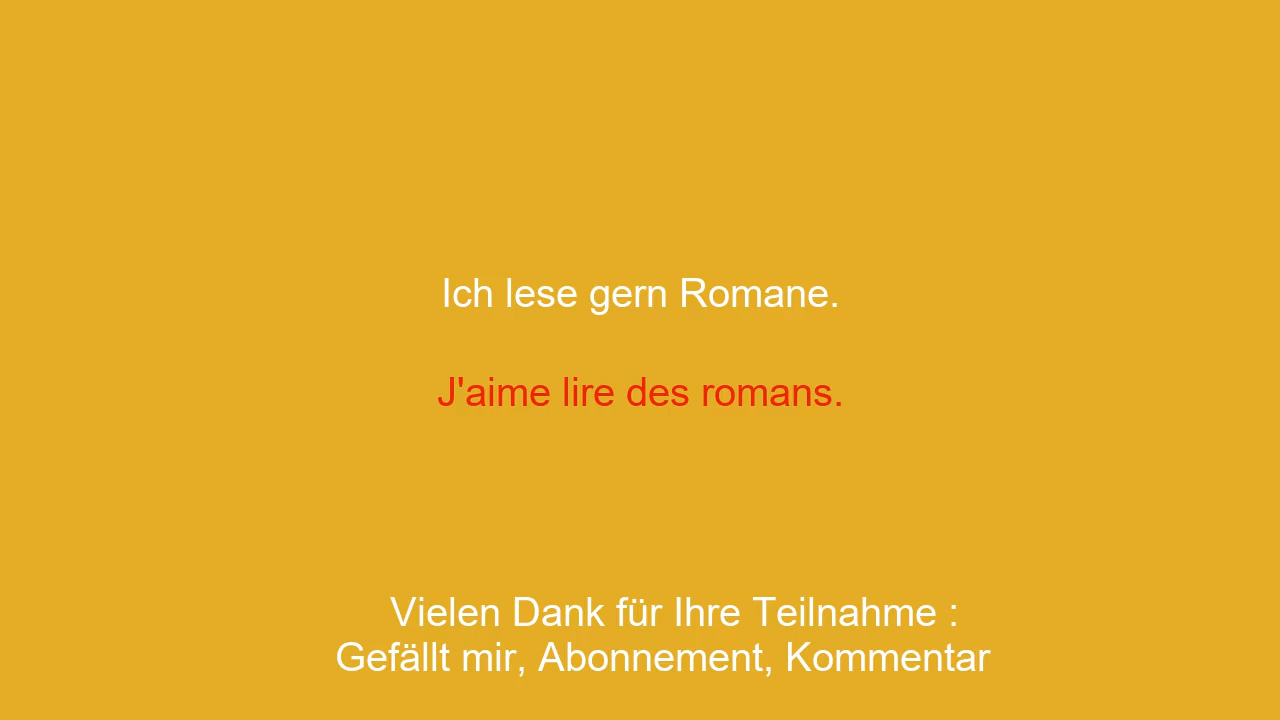 Ich lese gern Romane.
J'aime lire des romans.
Vielen Dank für Ihre Teilnahme :
Gefällt mir, Abonnement, Kommentar